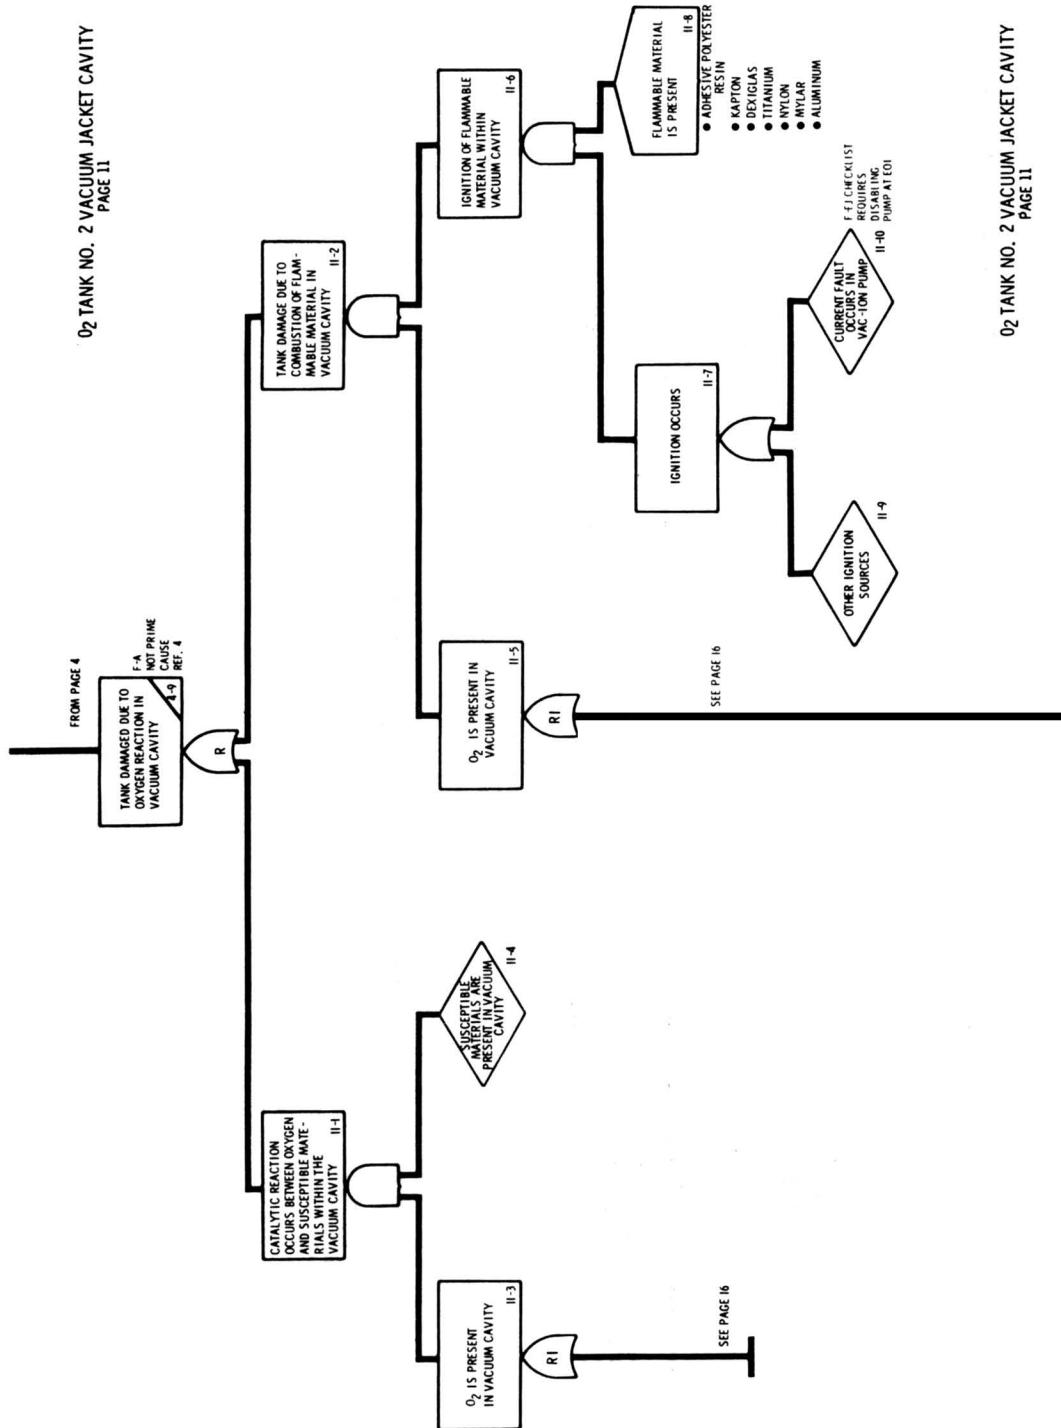 O2 TANK NO. 2 VACUUM JACKET CAVITY
PAGE 11
FROM PAGE 4
TANK DAMAGED DUE TO
OXYGEN REACTION IN
VACUUM CAVITY
4-9
F-A
NOT PRIME
CAUSE
REF. 4
R
CATALYTIC REACTION
OCCURS BETWEEN OXYGEN
AND SUSCEPTIBLE MATE-
RIALS WITHIN THE
VACUUM CAVITY
11-1
TANK DAMAGE DUE TO
COMBUSTION OF FLAM-
MABLE MATERIAL IN
VACUUM CAVITY
11-2
O2 IS PRESENT
IN VACUUM CAVITY
11-3
R1
SEE PAGE 16
SUSCEPTIBLE
MATERIALS ARE
PRESENT IN VACUUM
CAVITY
11-4
O2 IS PRESENT IN
VACUUM CAVITY
11-5
R1
SEE PAGE 16
IGNITION OF FLAMMABLE
MATERIAL WITHIN
VACUUM CAVITY
11-6
IGNITION OCCURS
11-7
FLAMMABLE MATERIAL
IS PRESENT
11-8
● ADHESIVE POLYESTER
RESIN
● KAPTON
● DEXIGLAS
● TITANIUM
● NYLON
● MYLAR
● ALUMINUM
OTHER IGNITION
SOURCES
11-9
CURRENT FAULT
OCCURS IN
VAC-ION PUMP
11-10
CHECKLIST
REQUIRES
DISABLING
PUMP AT EOI
O2 TANK NO. 2 VACUUM JACKET CAVITY
PAGE 11